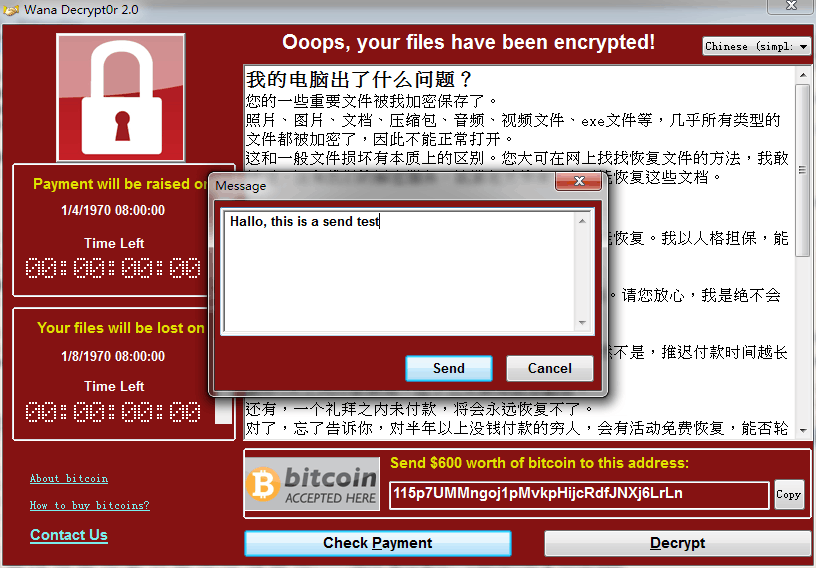 Wana Decrypt0r 2.0
Ooops, your files have been encrypted!
Chinese (simpl:
Payment will be raised on
1/4/1970 08:00:00
Time Left
00:00:00:00
Your files will be lost on
1/8/1970 08:00:00
Time Left
00:00:00:00
About bitcoin
How to buy bitcoins?
Contact Us
我的电脑出了什么问题？
您的一些重要文件被我加密保存了。
照片、图片、文档、压缩包、音频、视频文件、exe文件等，几乎所有类型的
文件都被加密了，因此不能正常打开。
这和一般文件损坏有本质上的区别。您大可在网上找找恢复文件的方法，我敢
恢复这些文档。
恢复。我以人格担保，能
。请您放心，我是绝不会
不是，推迟付款时间越长
还有，一个礼拜之内未付款，将会永远恢复不了。
对了，忘了告诉你，对半年以上没钱付款的穷人，会有活动免费恢复，能否轮
Message
Hallo, this is a send test
Send
Cancel
bitcoin
ACCEPTED HERE
Send $600 worth of bitcoin to this address:
115p7UMMngoj1pMvkpHijcRdfJNXj6LrLn
Copy
Check Payment
Decrypt